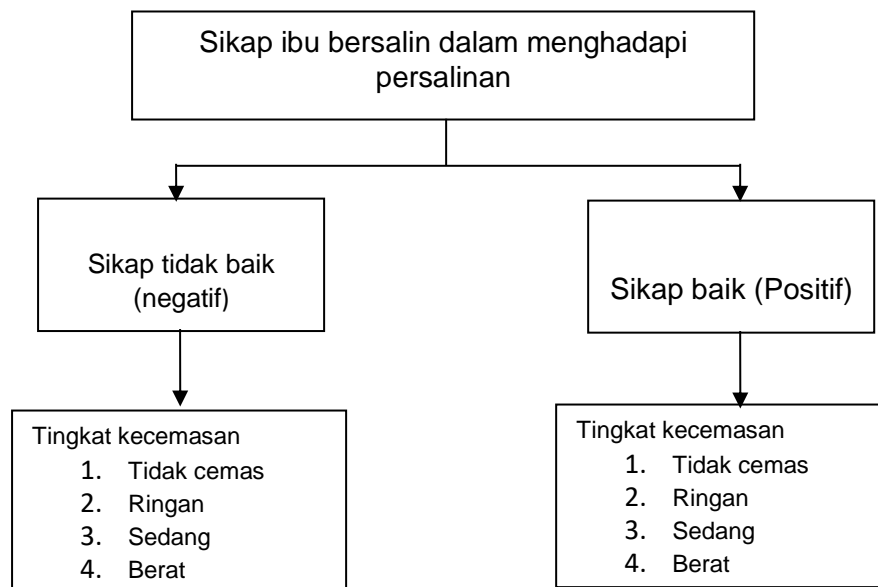 Sikap ibu bersalin dalam menghadapi
persalinan
Sikap tidak baik
(negatif)
Sikap baik (Positif)
Tingkat kecemasan
1. Tidak cemas
2. Ringan
3. Sedang
4. Berat
Tingkat kecemasan
1. Tidak cemas
2. Ringan
3. Sedang
4. Berat